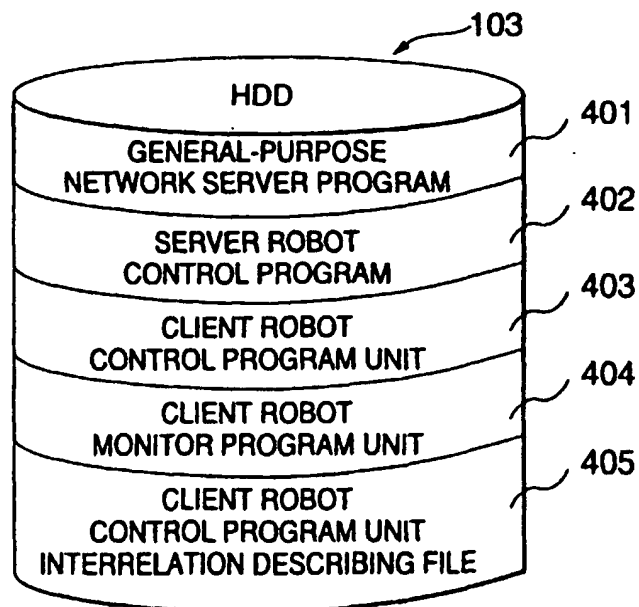 103
HDD
401
GENERAL-PURPOSE
NETWORK SERVER PROGRAM
402
SERVER ROBOT
CONTROL PROGRAM
403
CLIENT ROBOT
CONTROL PROGRAM UNIT
404
CLIENT ROBOT
MONITOR PROGRAM UNIT
405
CLIENT ROBOT
CONTROL PROGRAM UNIT
INTERRELATION DESCRIBING FILE